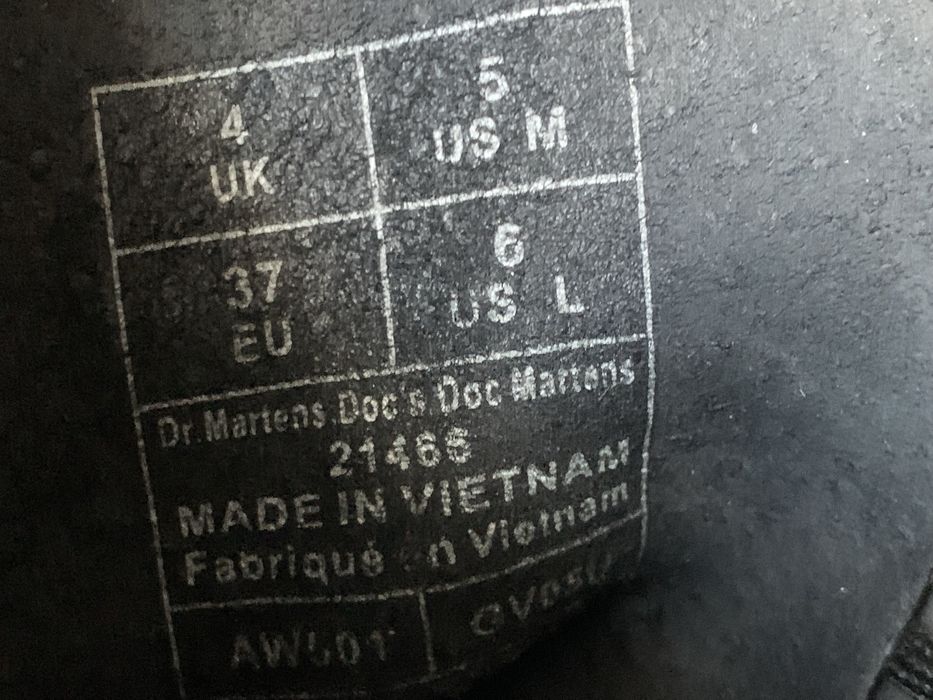 4
UK
5
US M
37
EU
6
US L
Dr. Martens, Doc's, Doc Martens
21466
MADE IN VIETNAM
Fabriqué en Vietnam